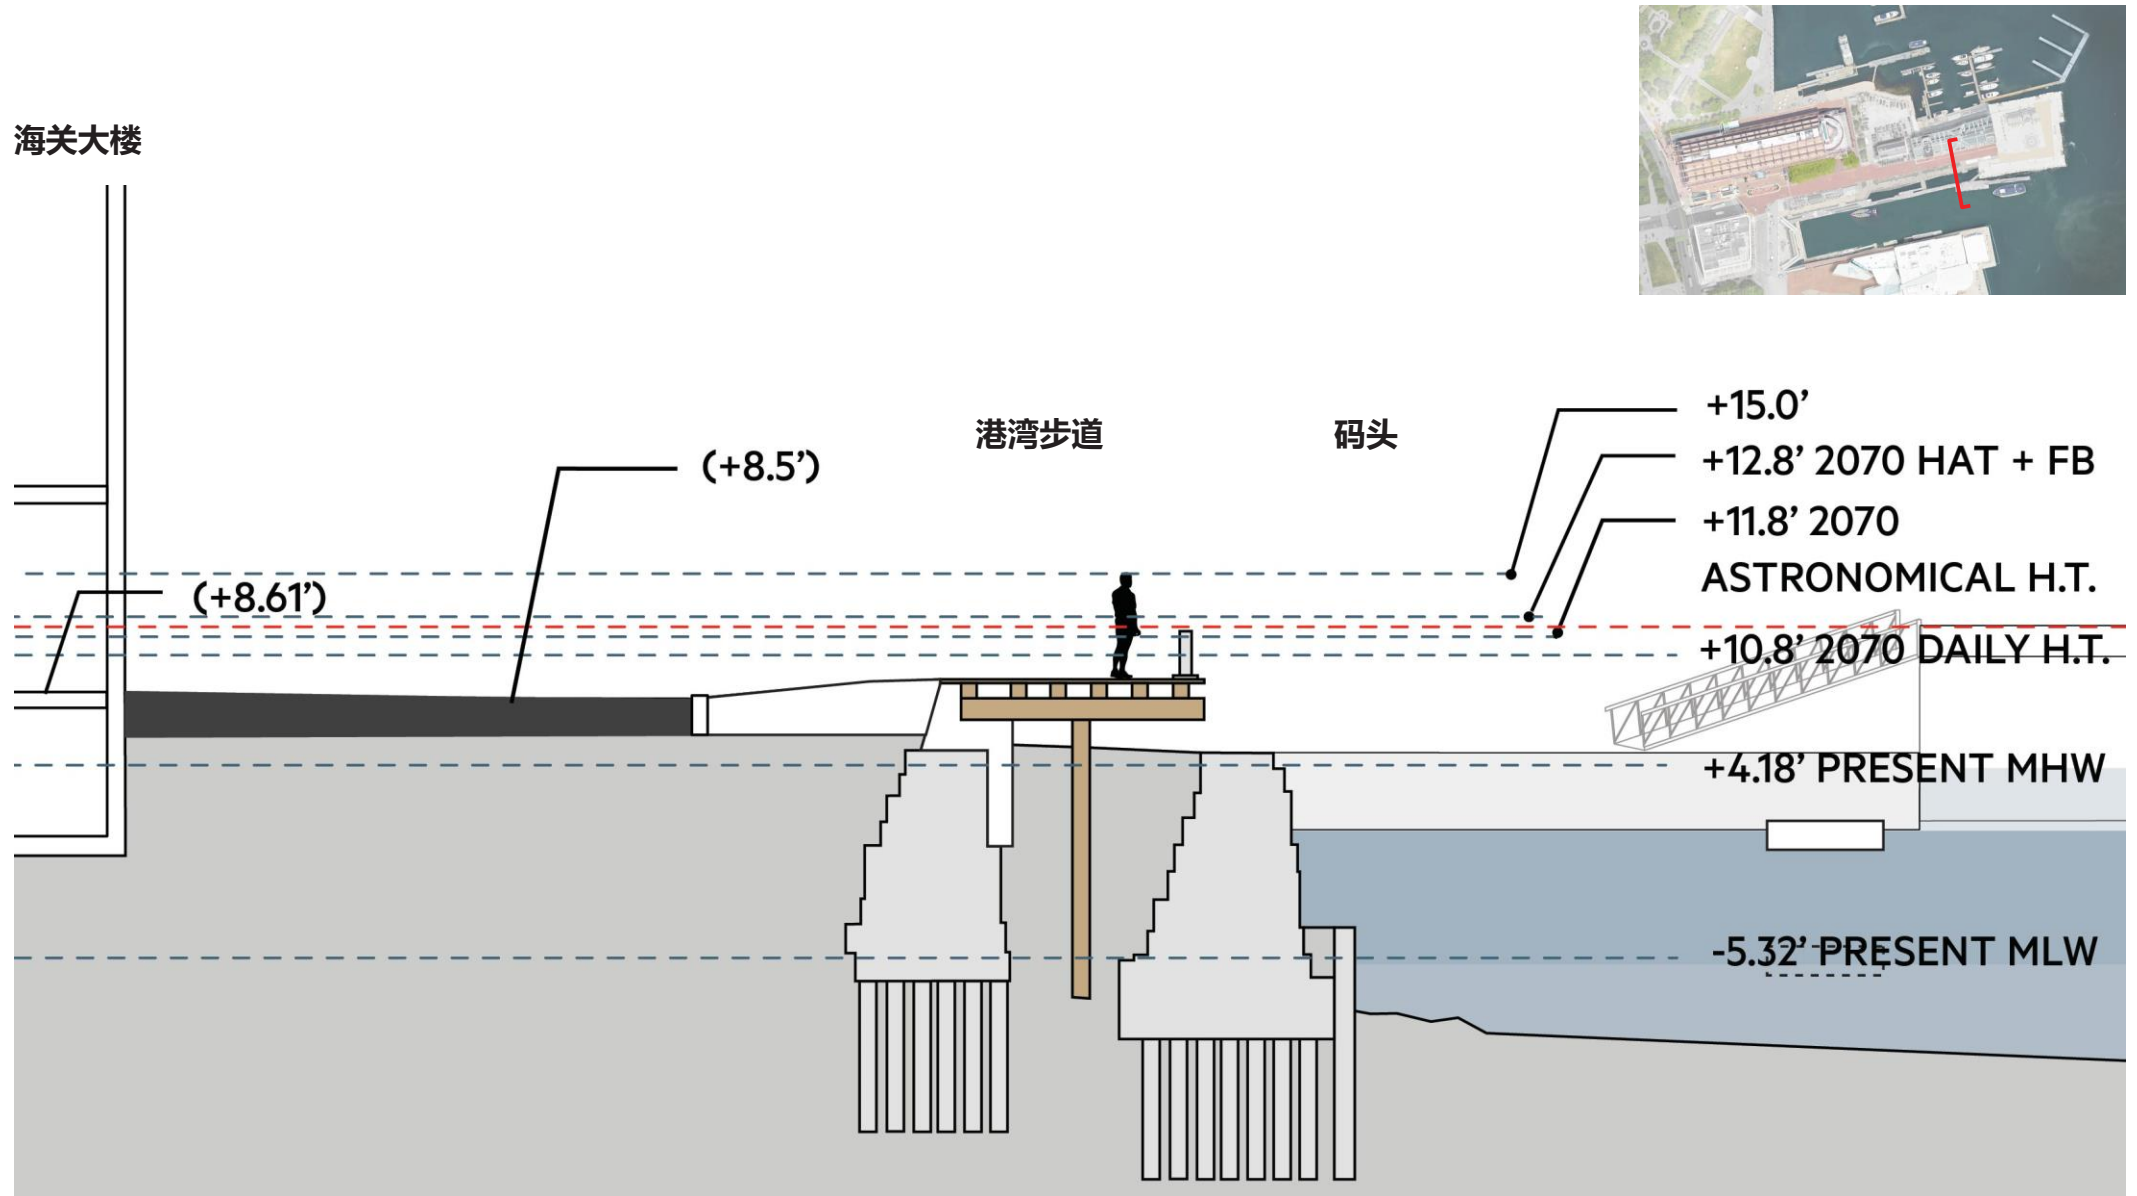 海关大楼
港湾步道
码头
+15.0’
(+8.5’)
+12.8’ 2070 HAT + FB
+11.8’ 2070
ASTRONOMICAL H.T.
(+8.61’)
+10.8’ 2070 DAILY H.T.
+4.18’ PRESENT MHW
-5.32’ PRESENT MLW